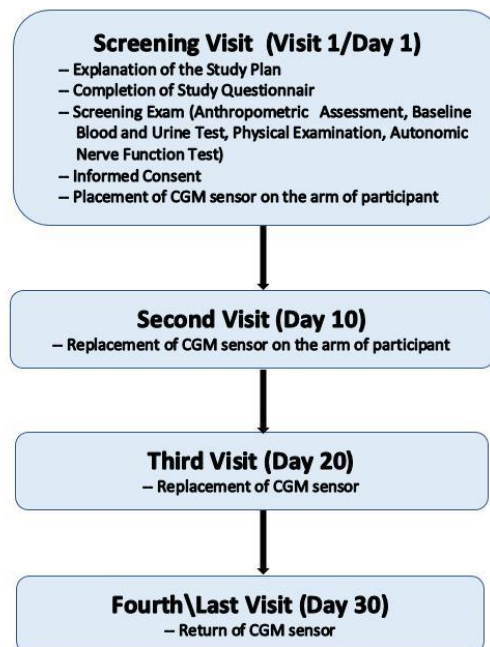 Screening Visit (Visit 1/Day 1)
– Explanation of the Study Plan
– Completion of Study Questionnair
– Screening Exam (Anthropometric Assessment, Baseline
Blood and Urine Test, Physical Examination, Autonomic
Nerve Function Test)
– Informed Consent
– Placement of CGM sensor on the arm of participant
Second Visit (Day 10)
– Replacement of CGM sensor on the arm of participant
Third Visit (Day 20)
– Replacement of CGM sensor
Fourth\Last Visit (Day 30)
– Return of CGM sensor